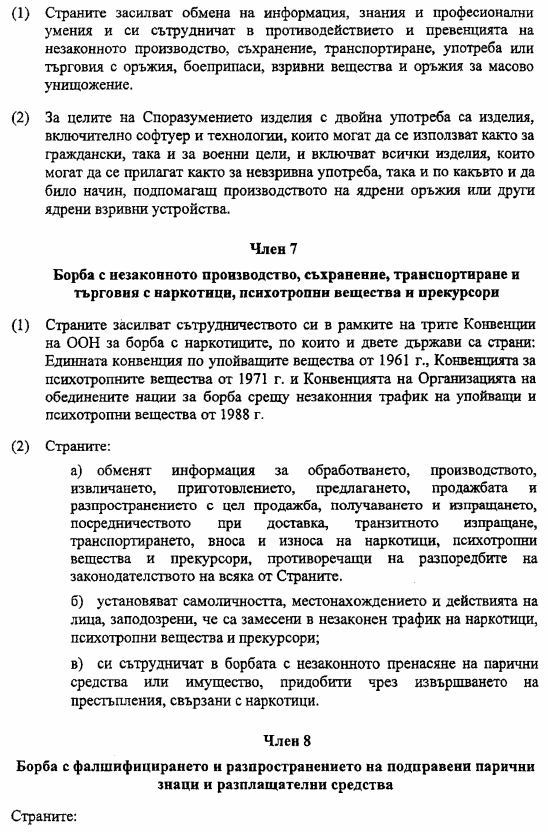 (1) Страните засилват обмена на информация, знания и професионални
умения и си сътрудничат в противодействието и превенцията на
незаконното производство, съхранение, транспортиране, употреба или
търговия с оръжия, боеприпаси, взривни вещества и оръжия за масово
унищожение.
(2) За целите на Споразумението изделия с двойна употреба са изделия,
включително софтуер и технологии, които могат да се използват както за
граждански, така и за военни цели, и включват всички изделия, които
могат да се прилагат както за невзривна употреба, така и по какъвто и да
било начин, подпомагащ производството на ядрени оръжия или други
ядрени взривни устройства.
Член 7
Борба с незаконното производство, съхранение, транспортиране и
търговия с наркотици, психотропни вещества и прекурсори
(1) Страните засилват сътрудничеството си в рамките на трите Конвенции
на ООН за борба с наркотиците, по които и двете държави са страни:
Единната конвенция по упойващите вещества от 1961 г., Конвенцията за
психотропните вещества от 1971 г. и Конвенцията на Организацията на
обединените нации за борба срещу незаконния трафик на упойващи и
психотропни вещества от 1988 г.
(2) Страните:
а) обменят информация за обработването, производството,
извличането, приготовлението, предлагането, продажбата и
разпространението с цел продажба, получаването и изпращането,
посредничеството при доставка, транзитното изпращане,
транспортирането, вноса и износа на наркотици, психотропни
вещества и прекурсори, противоречащи на разпоредбите на
законодателството на всяка от Страните.
б) установяват самоличността, местонахождението и действията на
лица, заподозрени, че са замесени в незаконен трафик на наркотици,
психотропни вещества и прекурсори;
в) си сътрудничат в борбата с незаконното пренасяне на парични
средства или имущество, придобити чрез извършването на
престъпления, свързани с наркотици.
Член 8
Борба с фалшифицирането и разпространението на подправени парични
знаци и разплащателни средства
Страните: